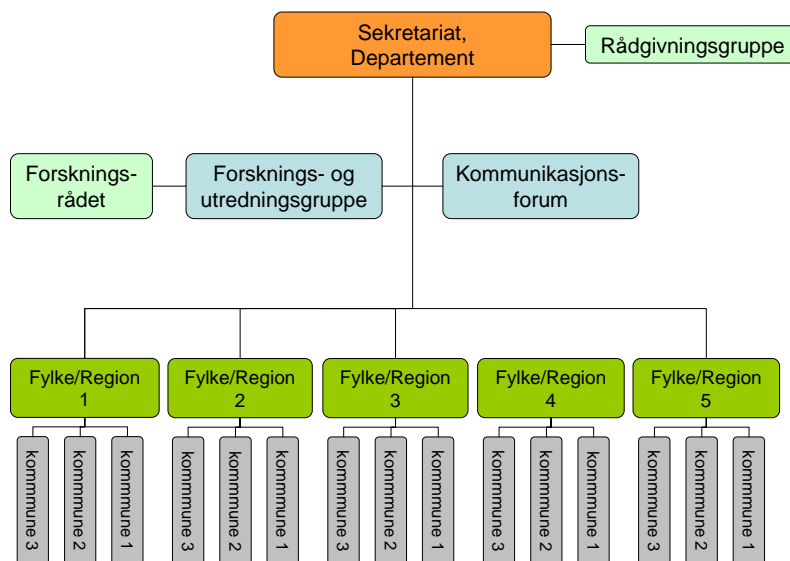 Sekretariat,
Departement
Rådgivningsgruppe
Forsknings-
rådet
Forsknings- og
utredningsgruppe
Kommunikasjons-
forum
Fylke/Region
1
Fylke/Region
2
Fylke/Region
3
Fylke/Region
4
Fylke/Region
5
kommmune 3
kommmune 2
kommmune 1
kommmune 3
kommmune 2
kommmune 1
kommmune 3
kommmune 2
kommmune 1
kommmune 3
kommmune 2
kommmune 1
kommmune 3
kommmune 2
kommmune 1